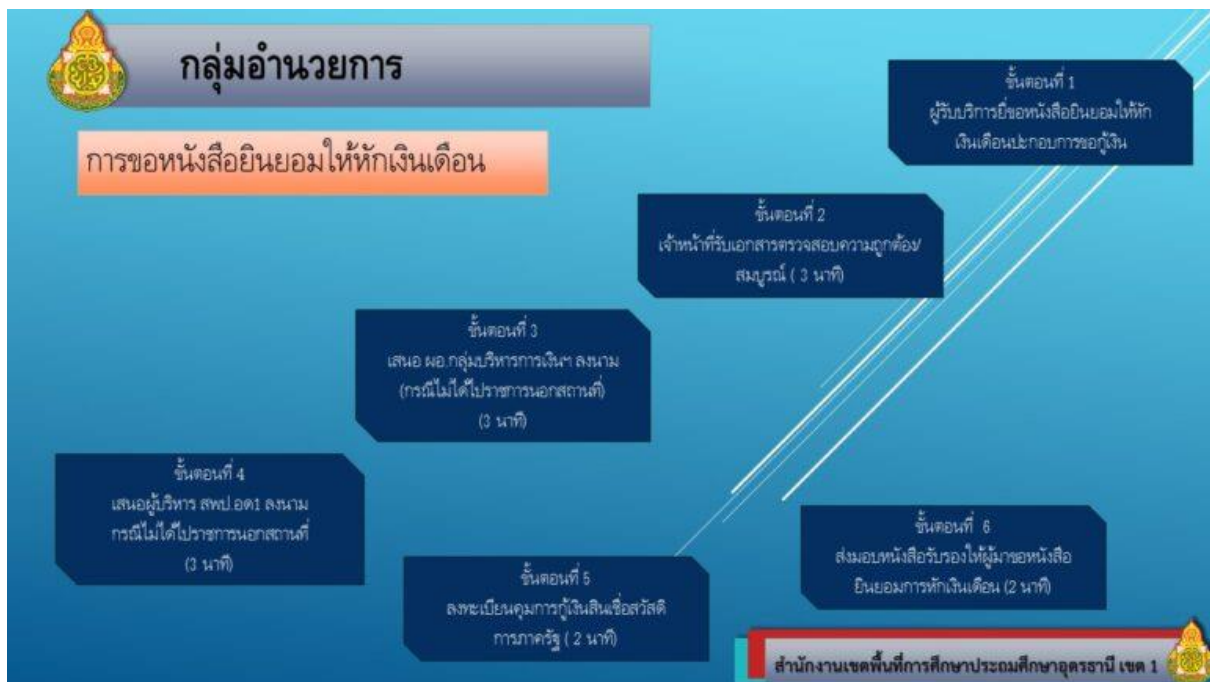 กลุ่มอำนวยการ
การขอหนังสือยินยอมให้หักเงินเดือน
ขั้นตอนที่ 1
ผู้รับบริการยื่นขอหนังสือยินยอมให้หัก
เงินเดือนประกอบการขอกู้เงิน
ขั้นตอนที่ 2
เจ้าหน้าที่รับเอกสารตรวจสอบความถูกต้อง/
สมบูรณ์ ( 3 นาที)
ขั้นตอนที่ 3
เสนอ ผอ.กลุ่มบริหารการเงินฯ ลงนาม
(กรณีไม่ได้ไปราชการนอกสถานที่)
(3 นาที)
ขั้นตอนที่ 4
เสนอผู้บริหาร สพป.อด1 ลงนาม
กรณีไม่ได้ไปราชการนอกสถานที่
(3 นาที)
ขั้นตอนที่ 5
ลงทะเบียนคุมการกู้เงินสินเชื่อสวัสดิ
การภาครัฐ ( 2 นาที)
ขั้นตอนที่ 6
ส่งมอบหนังสือรับรองให้ผู้มาขอหนังสือ
ยินยอมการหักเงินเดือน (2 นาที)
สำนักงานเขตพื้นที่การศึกษาประถมศึกษาอุดรธานี เขต 1